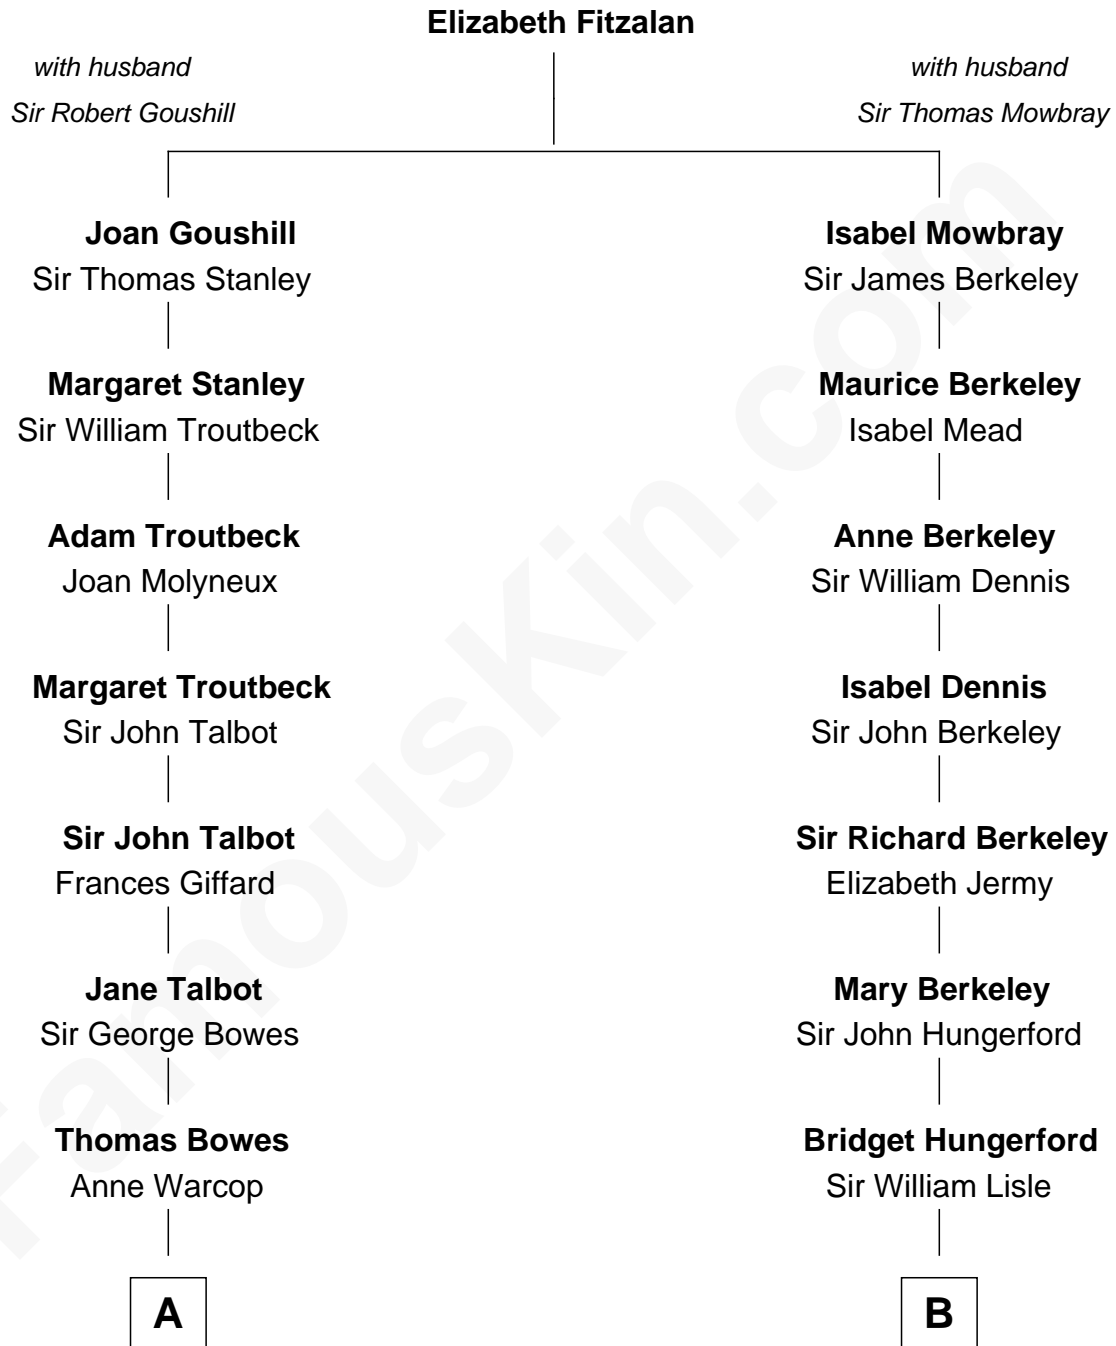 Elizabeth Fitzalan
with husband
Sir Robert Goushill
with husband
Sir Thomas Mowbray
Joan Goushill
Sir Thomas Stanley
Margaret Stanley
Sir William Troutbeck
Adam Troutbeck
Joan Molyneux
Margaret Troutbeck
Sir John Talbot
Sir John Talbot
Frances Giffard
Jane Talbot
Sir George Bowes
Thomas Bowes
Anne Warcop
A
Isabel Mowbray
Sir James Berkeley
Maurice Berkeley
Isabel Mead
Anne Berkeley
Sir William Dennis
Isabel Dennis
Sir John Berkeley
Sir Richard Berkeley
Elizabeth Jermy
Mary Berkeley
Sir John Hungerford
Bridget Hungerford
Sir William Lisle
B
FamousKin.com